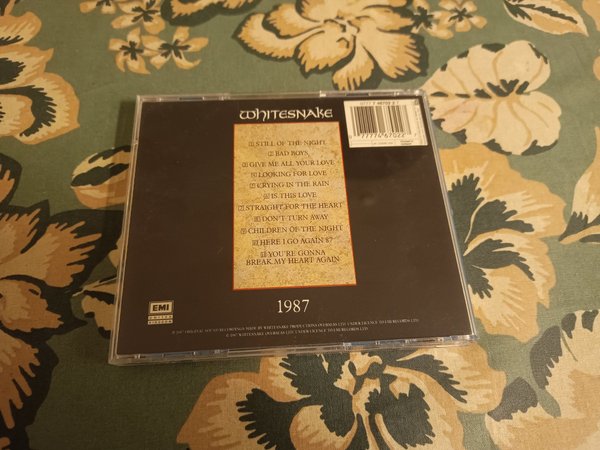 WHITESNAKE
1 STILL OF THE NIGHT
2 BAD BOYS
3 GIVE ME ALL YOUR LOVE
4 LOOKING FOR LOVE
5 CRYING IN THE RAIN
6 IS THIS LOVE
7 STRAIGHT FOR THE HEART
8 DON'T TURN AWAY
9 CHILDREN OF THE NIGHT
10 HERE I GO AGAIN 87
11 YOU'RE GONNA
BREAK MY HEART AGAIN
1987
EMI